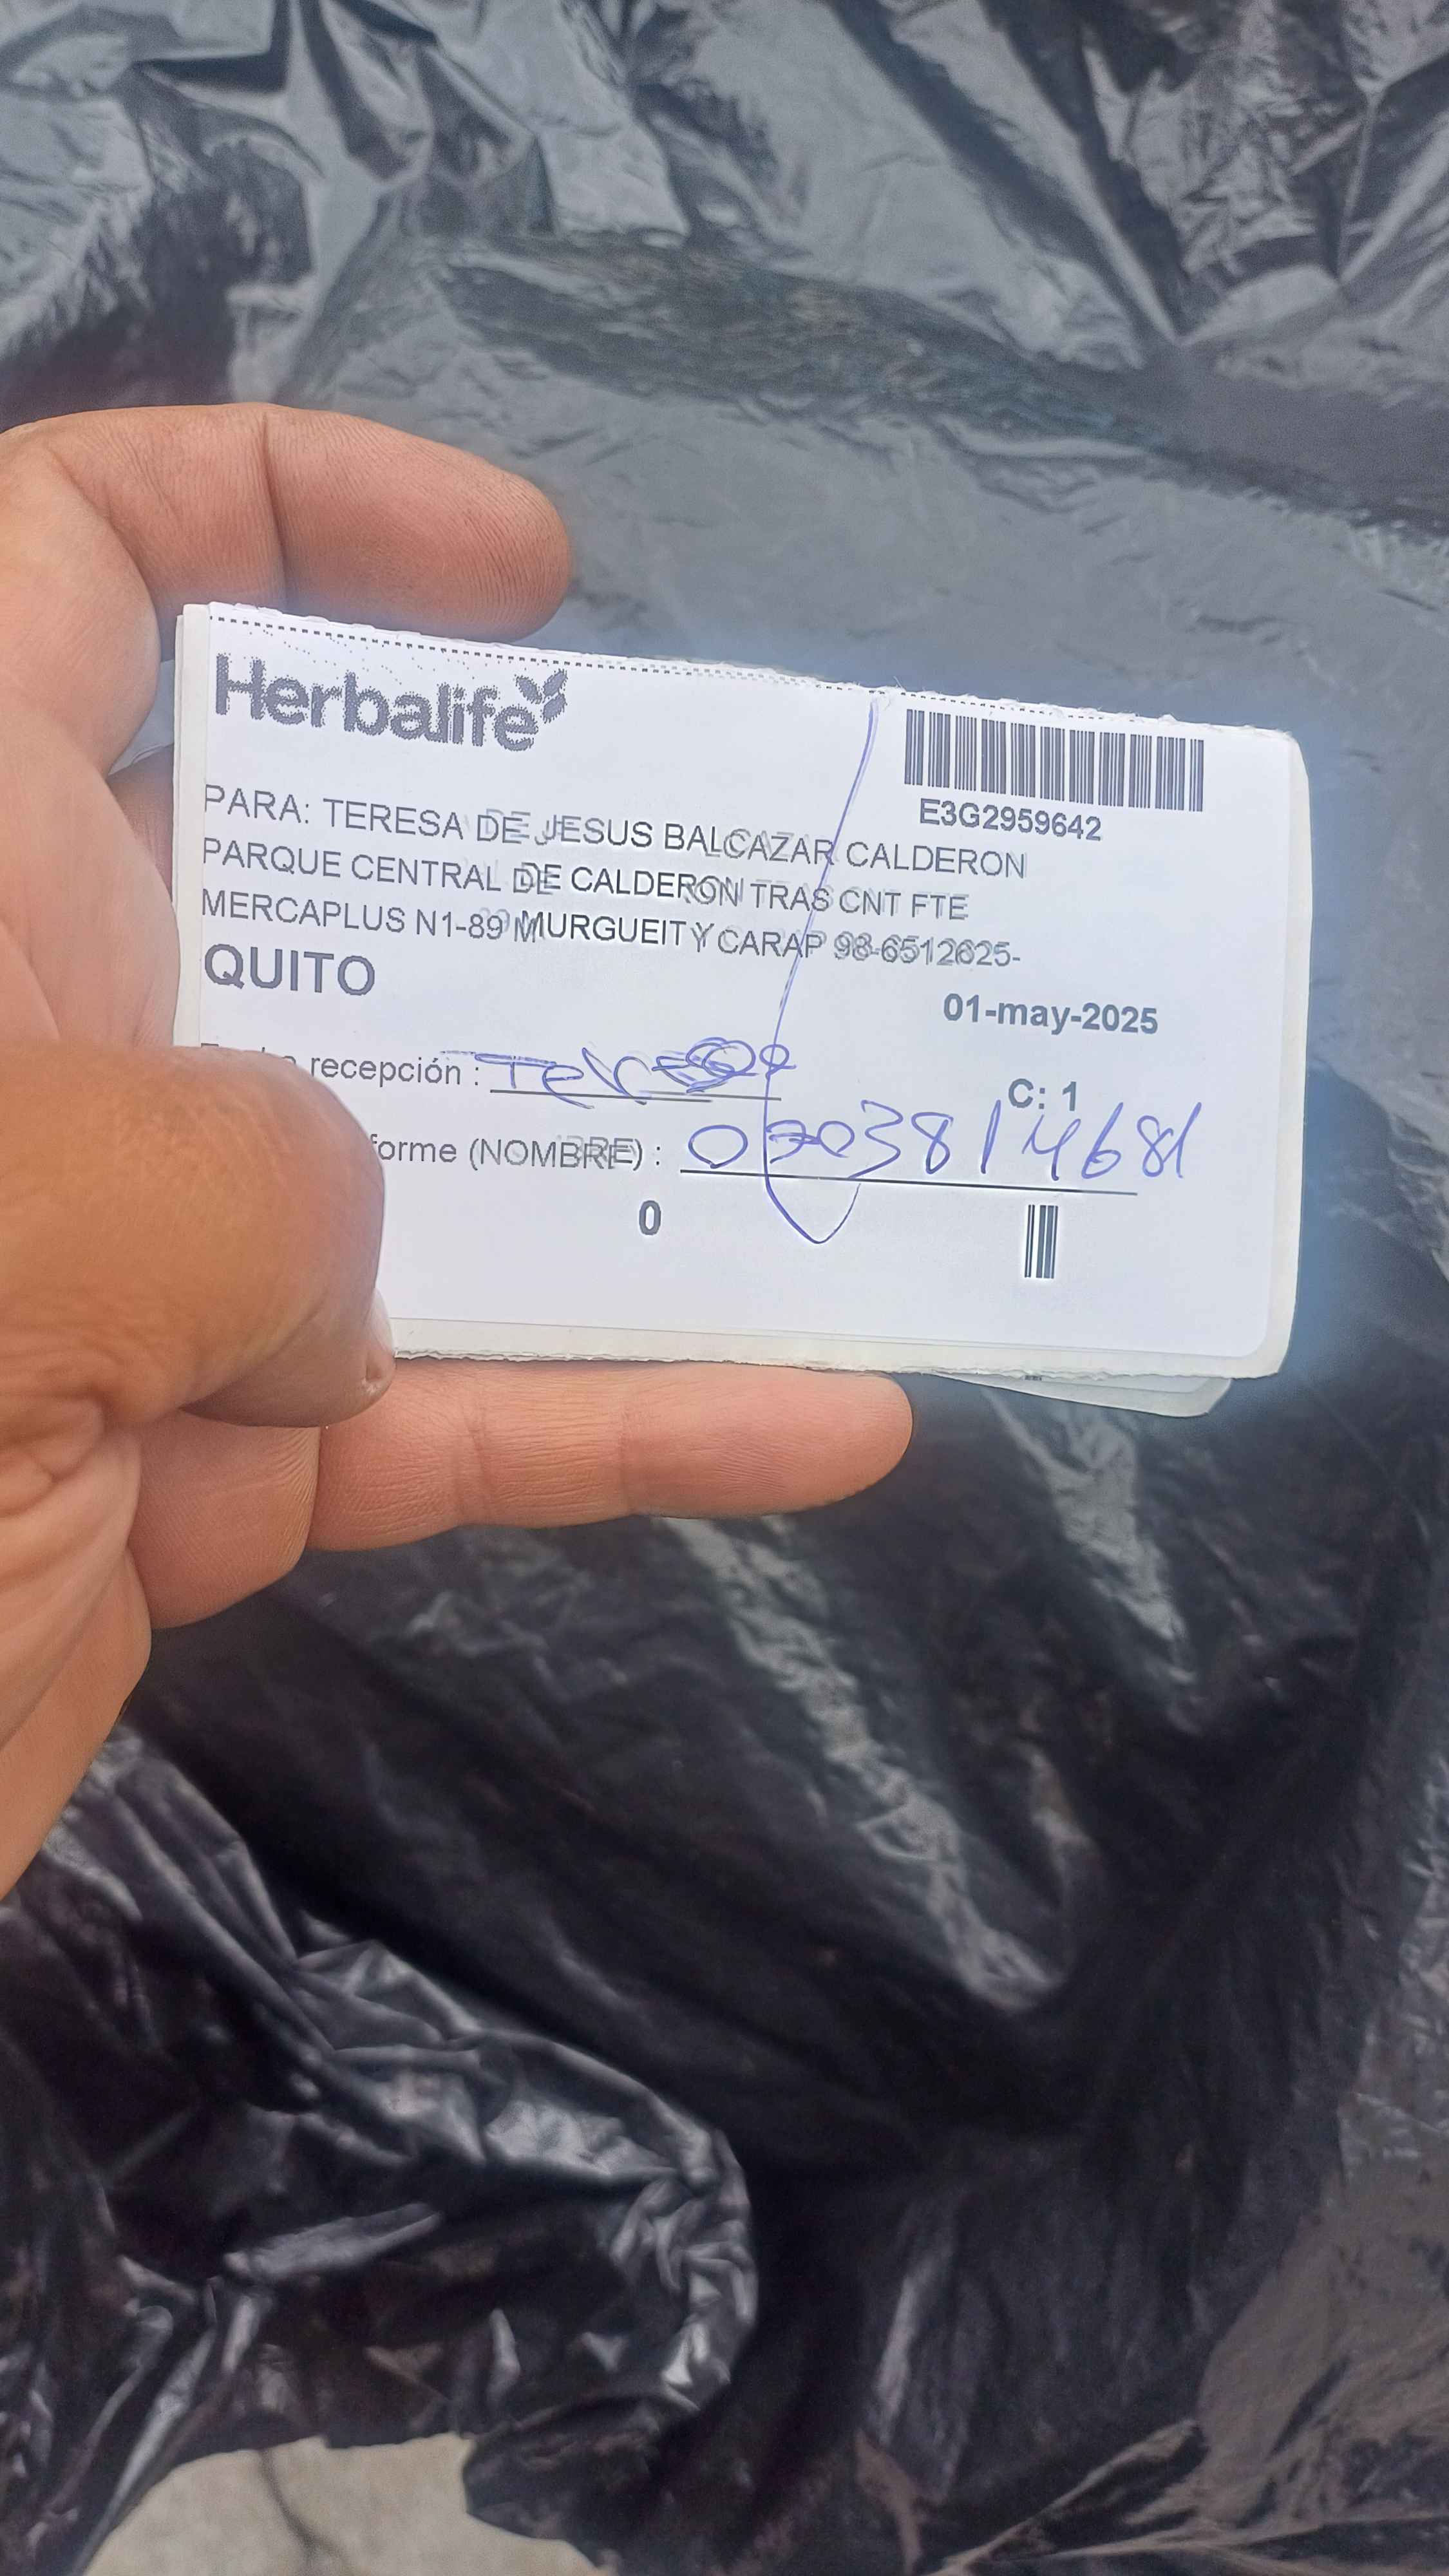 Herbalife
E3G2959642
PARA: TERESA DE JESUS BALCAZAR CALDERON
PARQUE CENTRAL DE CALDERON TRAS CNT FTE
MERCAPLUS N1-89 MURGUEIT Y CARAP 98-6512625-
QUITO
01-may-2025
recepción : Teresa
C: 1
forme (NOMBRE) :
0